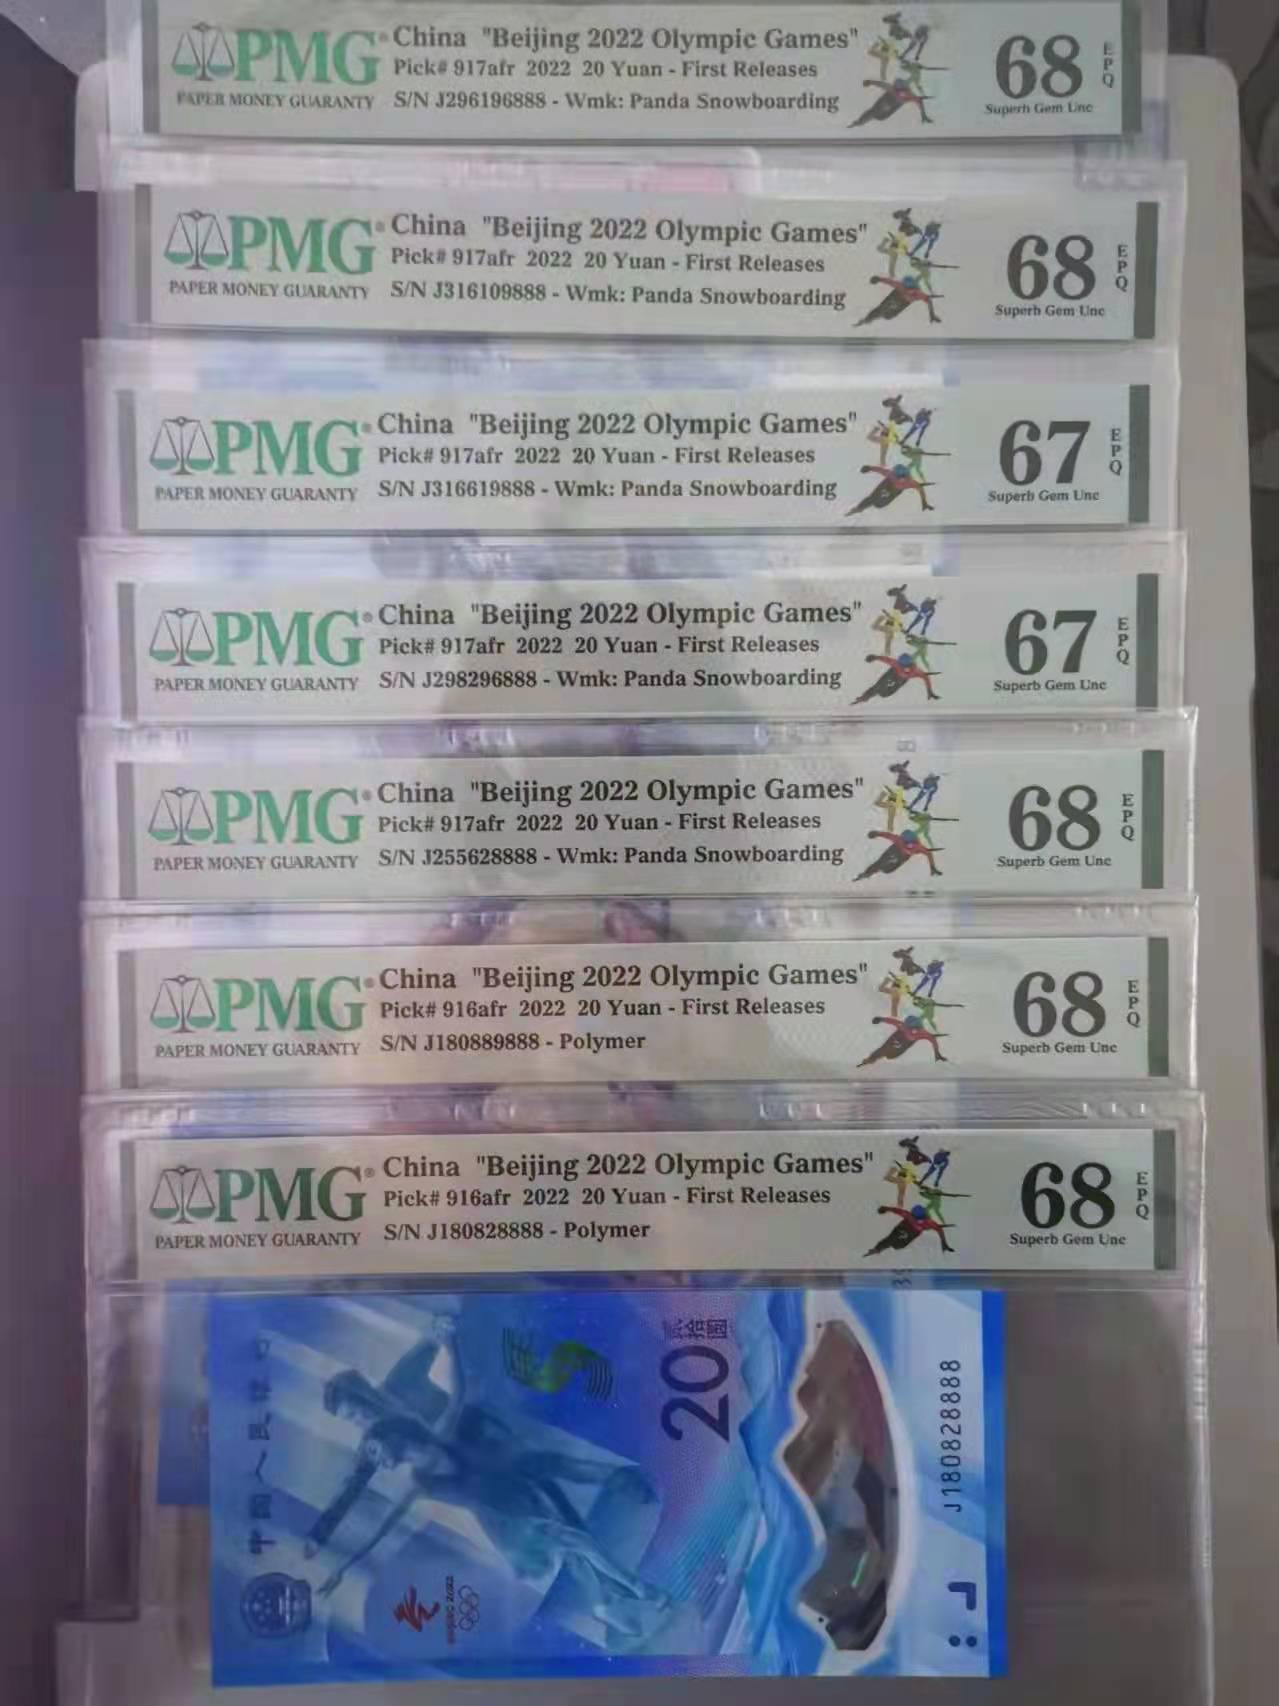 PMG® China "Beijing 2022 Olympic Games"
Pick# 917afr 2022 20 Yuan - First Releases
PAPER MONEY GUARANTY S/N J296196888 - Wmk: Panda Snowboarding
68 EPQ
Superb Gem Unc
PMG® China "Beijing 2022 Olympic Games"
Pick# 917afr 2022 20 Yuan - First Releases
PAPER MONEY GUARANTY S/N J316109888 - Wmk: Panda Snowboarding
68 EPQ
Superb Gem Unc
PMG® China "Beijing 2022 Olympic Games"
Pick# 917afr 2022 20 Yuan - First Releases
PAPER MONEY GUARANTY S/N J316619888 - Wmk: Panda Snowboarding
67 EPQ
Superb Gem Unc
PMG® China "Beijing 2022 Olympic Games"
Pick# 917afr 2022 20 Yuan - First Releases
PAPER MONEY GUARANTY S/N J298296888 - Wmk: Panda Snowboarding
67 EPQ
Superb Gem Unc
PMG® China "Beijing 2022 Olympic Games"
Pick# 917afr 2022 20 Yuan - First Releases
PAPER MONEY GUARANTY S/N J255628888 - Wmk: Panda Snowboarding
68 EPQ
Superb Gem Unc
PMG® China "Beijing 2022 Olympic Games"
Pick# 916afr 2022 20 Yuan - First Releases
PAPER MONEY GUARANTY S/N J180889888 - Polymer
68 EPQ
Superb Gem Unc
PMG® China "Beijing 2022 Olympic Games"
Pick# 916afr 2022 20 Yuan - First Releases
PAPER MONEY GUARANTY S/N J180828888 - Polymer
68 EPQ
Superb Gem Unc
中国人民银行
20
贰拾圆
J180828888